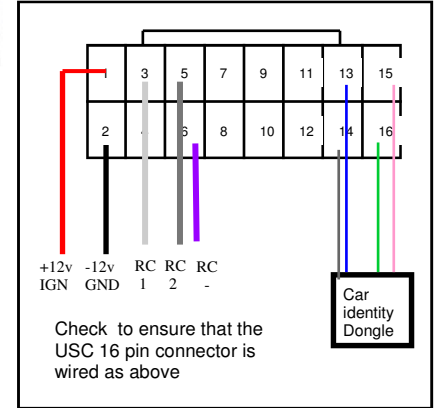 1 3 5 7 9 11 13 15
2 4 6 8 10 12 14 16
+12v -12v RC RC RC
IGN GND 1 2 -
Car
identity
Dongle
Check to ensure that the
USC 16 pin connector is
wired as above